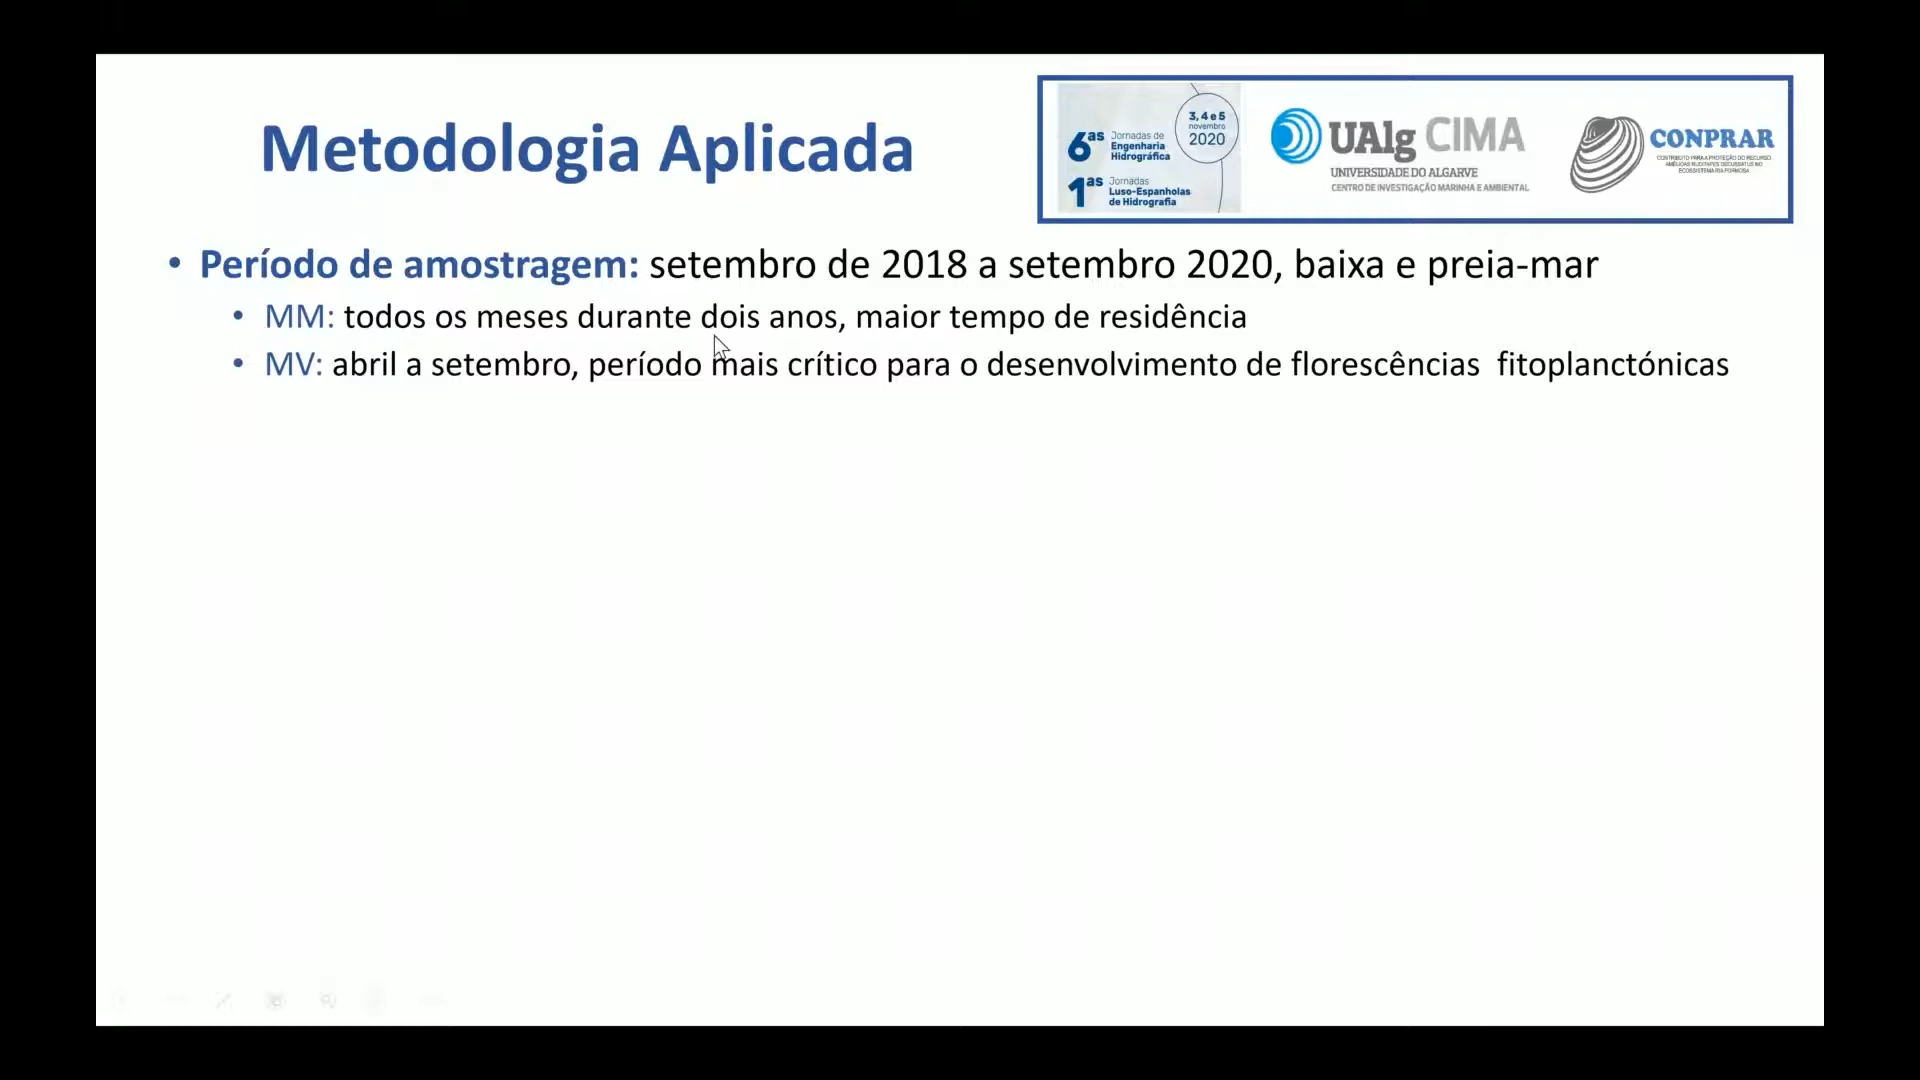 Metodologia Aplicada
6as Jornadas de
Engenharia
Hidrográfica
3, 4 e 5
novembro
2020
1as Jornadas
Luso-Espanholas
de Hidrografia
UAlg CIMA
UNIVERSIDADE DO ALGARVE
CENTRO DE INVESTIGAÇÃO MARINHA E AMBIENTAL
CONPRAR
CONTRIBUTO PARA A PROTEÇÃO DO RECURSO
AMÊIJOAS RUDITAPES DECUSSATUS NO
ECOSSISTEMA RIA FORMOSA
• Período de amostragem: setembro de 2018 a setembro 2020, baixa e preia-mar
• MM: todos os meses durante dois anos, maior tempo de residência
• MV: abril a setembro, período mais crítico para o desenvolvimento de florescências fitoplanctónicas